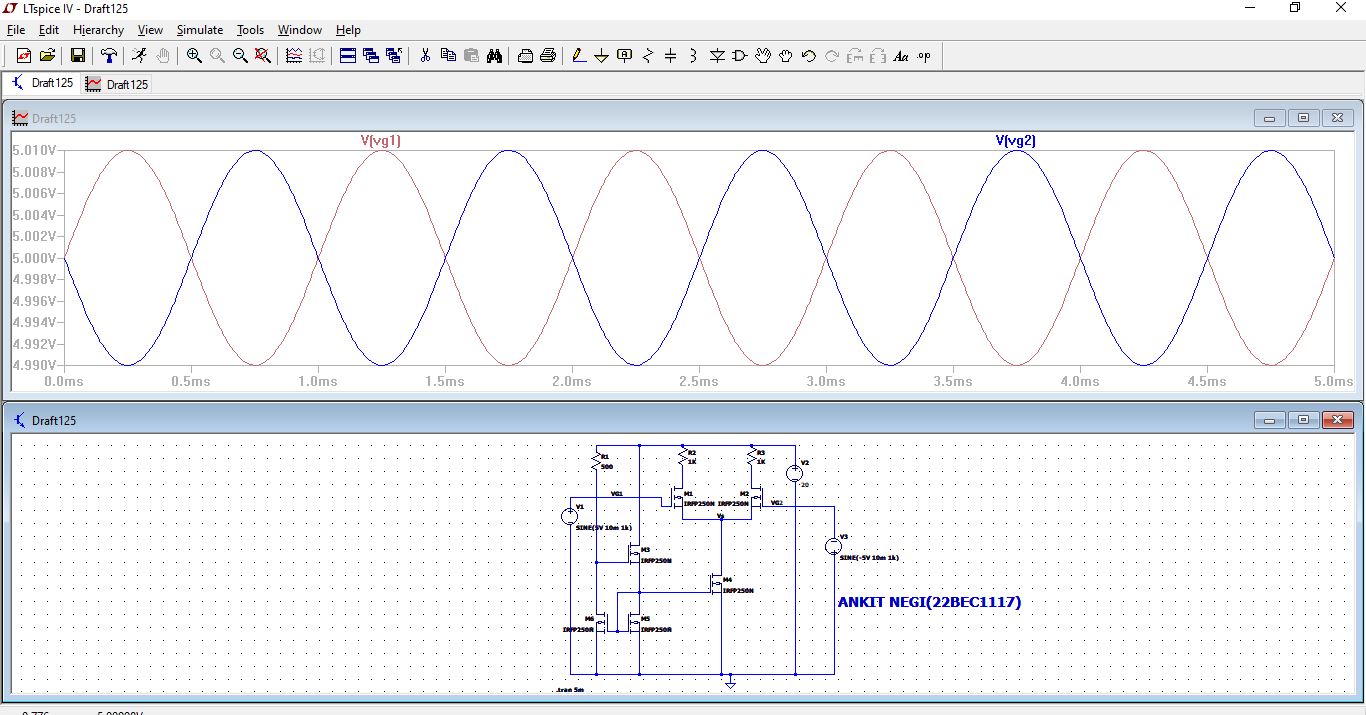 LTspice IV - Draft125
File Edit Hierarchy View Simulate Tools Window Help
Draft125 Draft125
Draft125
V(vg1) V(vg2)
5.010V
5.008V
5.006V
5.004V
5.002V
5.000V
4.998V
4.996V
4.994V
4.992V
4.990V
0.0ms 0.5ms 1.0ms 1.5ms 2.0ms 2.5ms 3.0ms 3.5ms 4.0ms 4.5ms 5.0ms
Draft125
R1
500
R2
1K
R3
1K
V2
20
VG1
M1
IRFP250N
M2
IRFP250N
VG2
V1
SINE(5V 10m 1k)
Vs
V3
SINE(-5V 10m 1k)
M3
IRFP250N
M4
IRFP250N
ANKIT NEGI(22BEC1117)
M6
IRFP250N
M5
IRFP250N
.tran 5m